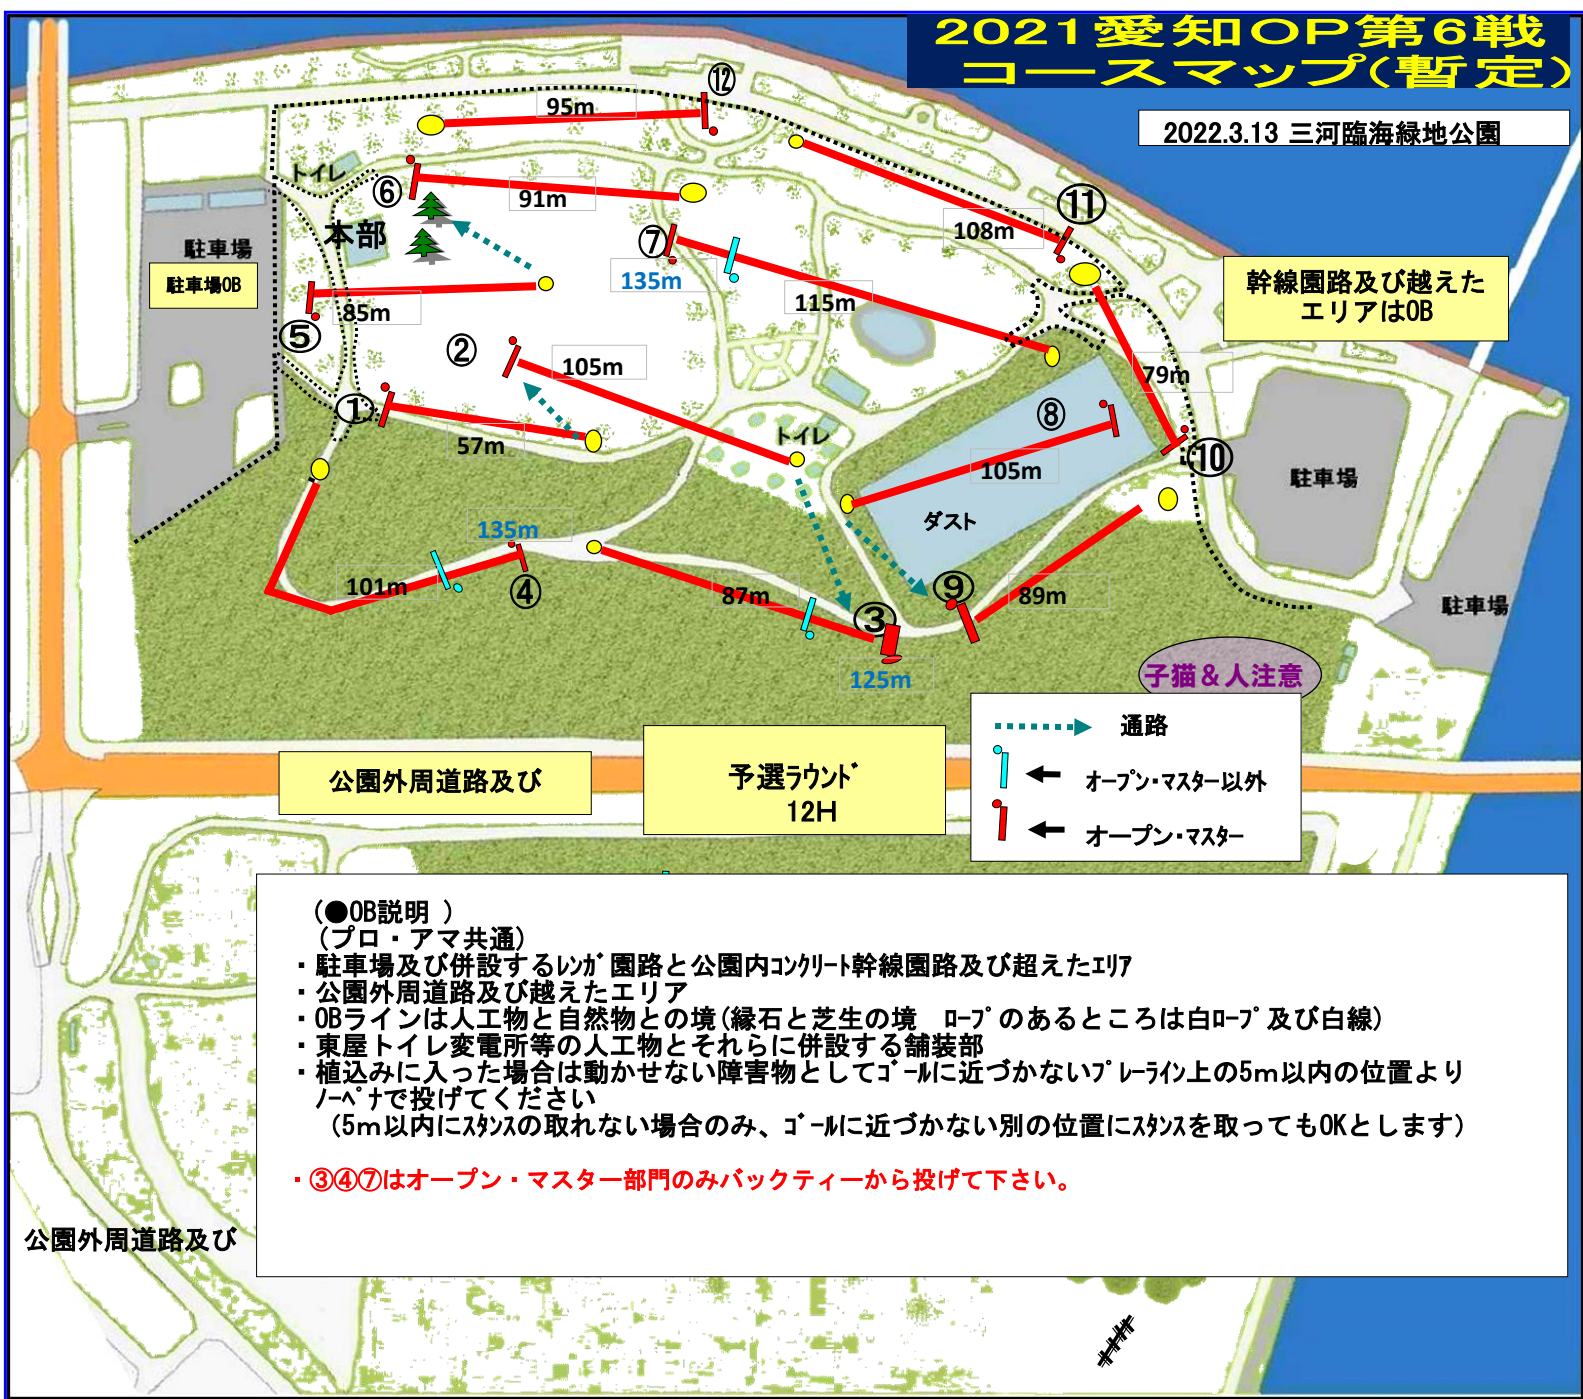 2021愛知OP第6戦
コースマップ(暫定)
2022.3.13 三河臨海緑地公園
⑫
95m
トイレ
⑥
91m
本部
⑦
135m
115m
108m
⑪
駐車場
駐車場OB
幹線園路及び越えた
エリアはOB
85m
⑤
②
105m
79m
①
57m
トイレ
⑧
105m
⑩
駐車場
ダスト
135m
101m
④
87m
③
125m
⑨
89m
駐車場
子猫＆人注意
通路
オープン・マスター以外
オープン・マスター
公園外周道路及び
予選ﾗｳﾝﾄﾞ
12H
（●OB説明 ）
（プロ・アマ共通）
・駐車場及び併設するﾚﾝｶﾞ園路と公園内ｺﾝｸﾘｰﾄ幹線園路及び超えたｴﾘｱ
・公園外周道路及び越えたエリア
・OBラインは人工物と自然物との境(縁石と芝生の境　ﾛｰﾌﾟのあるところは白ﾛｰﾌﾟ及び白線)
・東屋トイレ変電所等の人工物とそれらに併設する舗装部
・植込みに入った場合は動かせない障害物としてｺﾞｰﾙに近づかないﾌﾟﾚｰﾗｲﾝ上の5m以内の位置より
ﾉｰﾍﾟﾅで投げてください
（5m以内にｽﾀﾝｽの取れない場合のみ、ｺﾞｰﾙに近づかない別の位置にｽﾀﾝｽを取ってもOKとします）
・③④⑦はオープン・マスター部門のみバックティーから投げて下さい。
公園外周道路及び